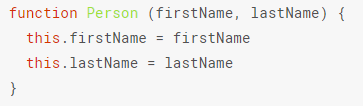 function Person (firstName, lastName) {
  this.firstName = firstName
  this.lastName = lastName
}